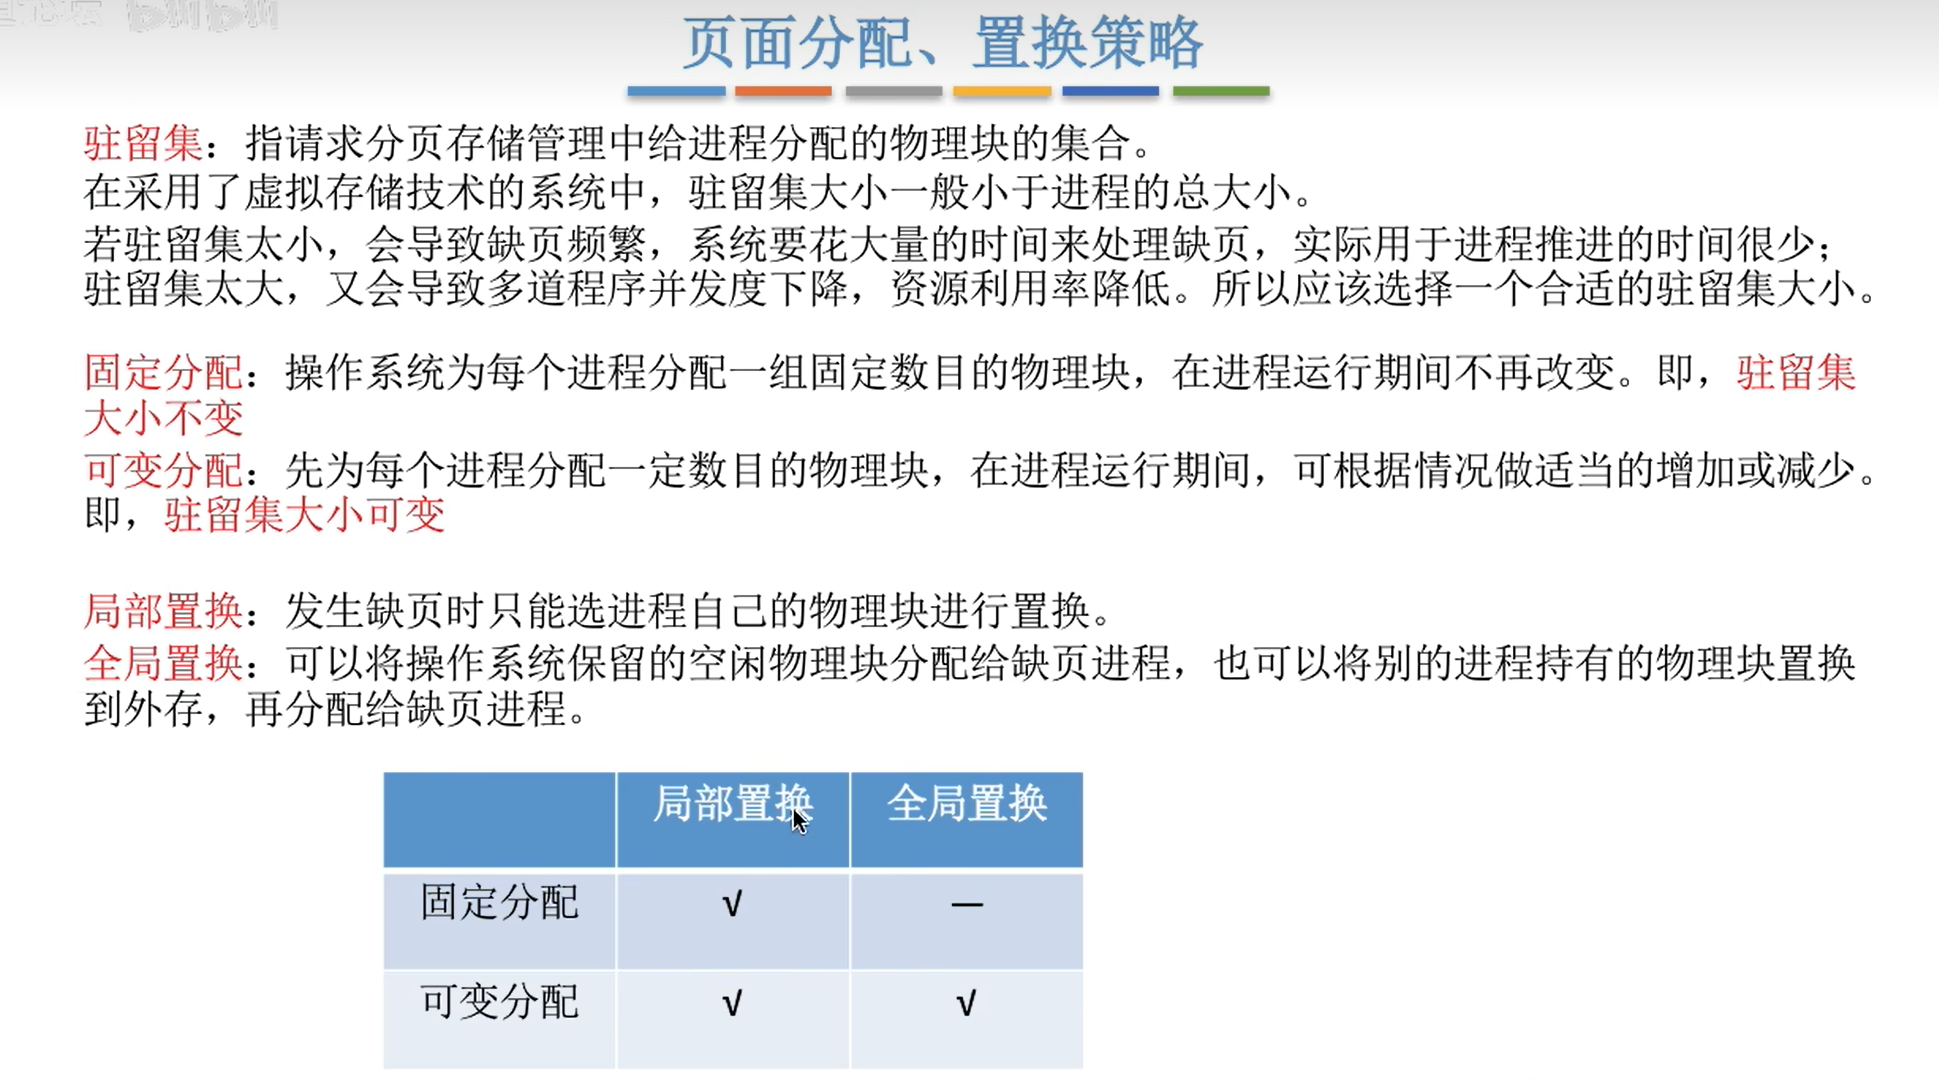 页面分配、置换策略
驻留集：指请求分页存储管理中给进程分配的物理块的集合。
在采用了虚拟存储技术的系统中，驻留集大小一般小于进程的总大小。
若驻留集太小，会导致缺页频繁，系统要花大量的时间来处理缺页，实际用于进程推进的时间很少；
驻留集太大，又会导致多道程序并发度下降，资源利用率降低。所以应该选择一个合适的驻留集大小。
固定分配：操作系统为每个进程分配一组固定数目的物理块，在进程运行期间不再改变。即，驻留集
大小不变
可变分配：先为每个进程分配一定数目的物理块，在进程运行期间，可根据情况做适当的增加或减少。
即，驻留集大小可变
局部置换：发生缺页时只能选进程自己的物理块进行置换。
全局置换：可以将操作系统保留的空闲物理块分配给缺页进程，也可以将别的进程持有的物理块置换
到外存，再分配给缺页进程。
局部置换 全局置换
固定分配 √ —
可变分配 √ √